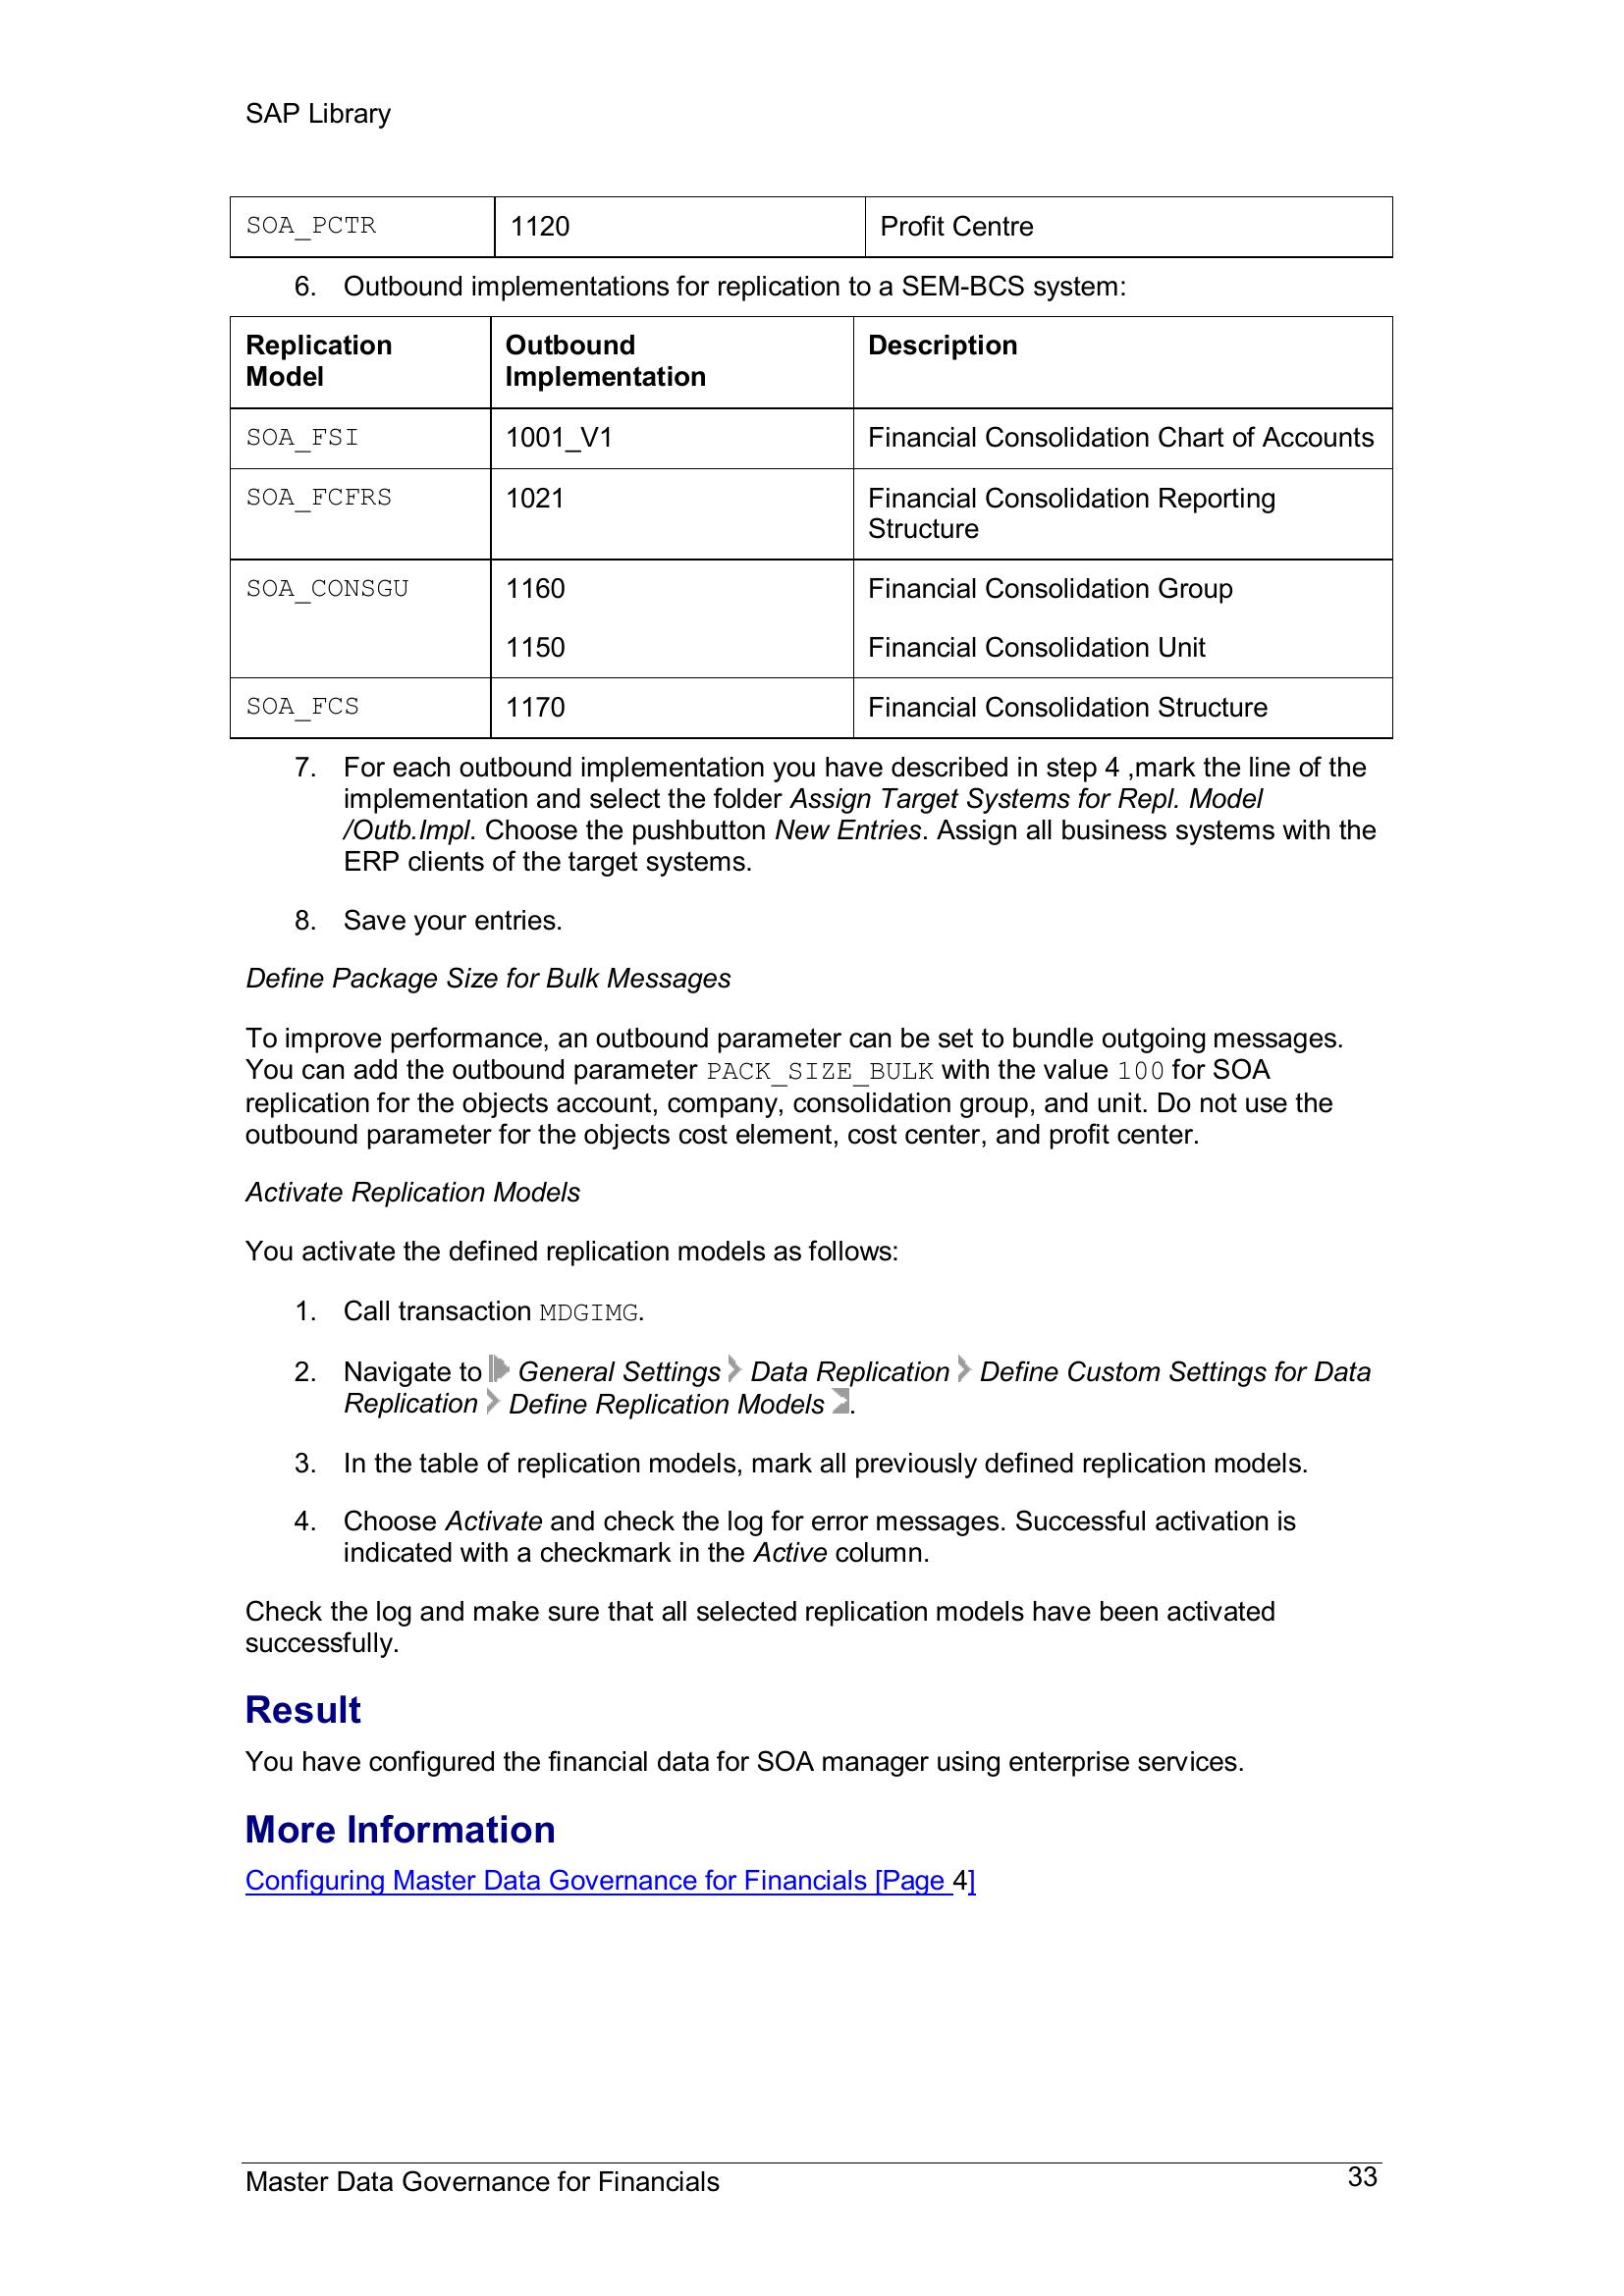 SAP Library
SOA_PCTR 1120 Profit Centre
6. Outbound implementations for replication to a SEM-BCS system:
Replication Model Outbound Implementation Description
SOA_FSI 1001_V1 Financial Consolidation Chart of Accounts
SOA_FCFRS 1021 Financial Consolidation Reporting
Structure
SOA_CONSGU 1160 Financial Consolidation Group
1150 Financial Consolidation Unit
SOA_FCS 1170 Financial Consolidation Structure
7. For each outbound implementation you have described in step 4 ,mark the line of the
implementation and select the folder Assign Target Systems for Repl. Model
/Outb.Impl. Choose the pushbutton New Entries. Assign all business systems with the
ERP clients of the target systems.
8. Save your entries.
Define Package Size for Bulk Messages
To improve performance, an outbound parameter can be set to bundle outgoing messages.
You can add the outbound parameter PACK_SIZE_BULK with the value 100 for SOA
replication for the objects account, company, consolidation group, and unit. Do not use the
outbound parameter for the objects cost element, cost center, and profit center.
Activate Replication Models
You activate the defined replication models as follows:
1. Call transaction MDGIMG.
2. Navigate to General Settings Data Replication Define Custom Settings for Data
Replication Define Replication Models .
3. In the table of replication models, mark all previously defined replication models.
4. Choose Activate and check the log for error messages. Successful activation is
indicated with a checkmark in the Active column.
Check the log and make sure that all selected replication models have been activated
successfully.
Result
You have configured the financial data for SOA manager using enterprise services.
More Information
Configuring Master Data Governance for Financials [Page 4]
Master Data Governance for Financials 33